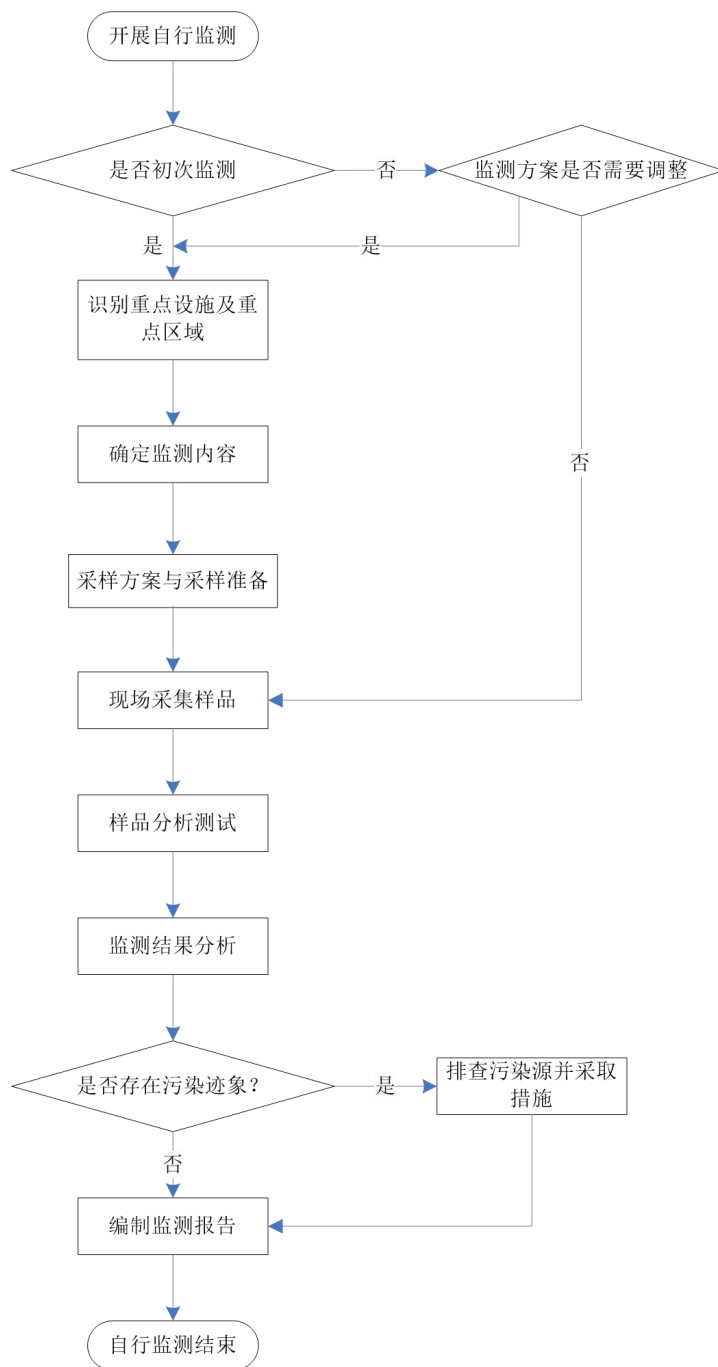 开展自行监测
是否初次监测
否
监测方案是否需要调整
是
是
识别重点设施及重
点区域
确定监测内容
否
采样方案与采样准备
现场采集样品
样品分析测试
监测结果分析
是否存在污染迹象？
是
排查污染源并采取
措施
否
编制监测报告
自行监测结束